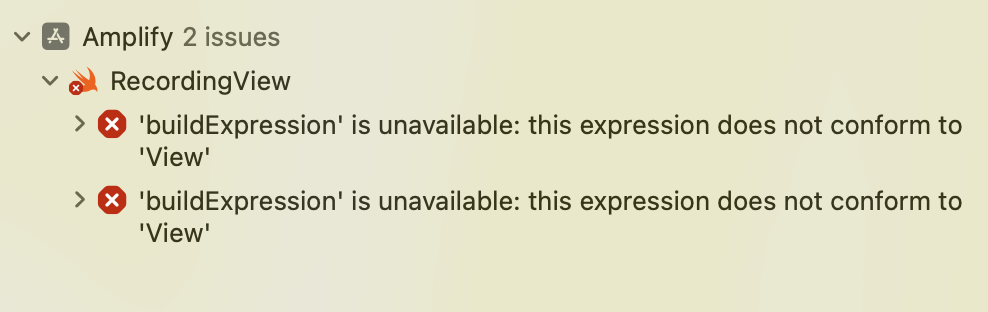 Amplify 2 issues
RecordingView
'buildExpression' is unavailable: this expression does not conform to
'View'
'buildExpression' is unavailable: this expression does not conform to
'View'